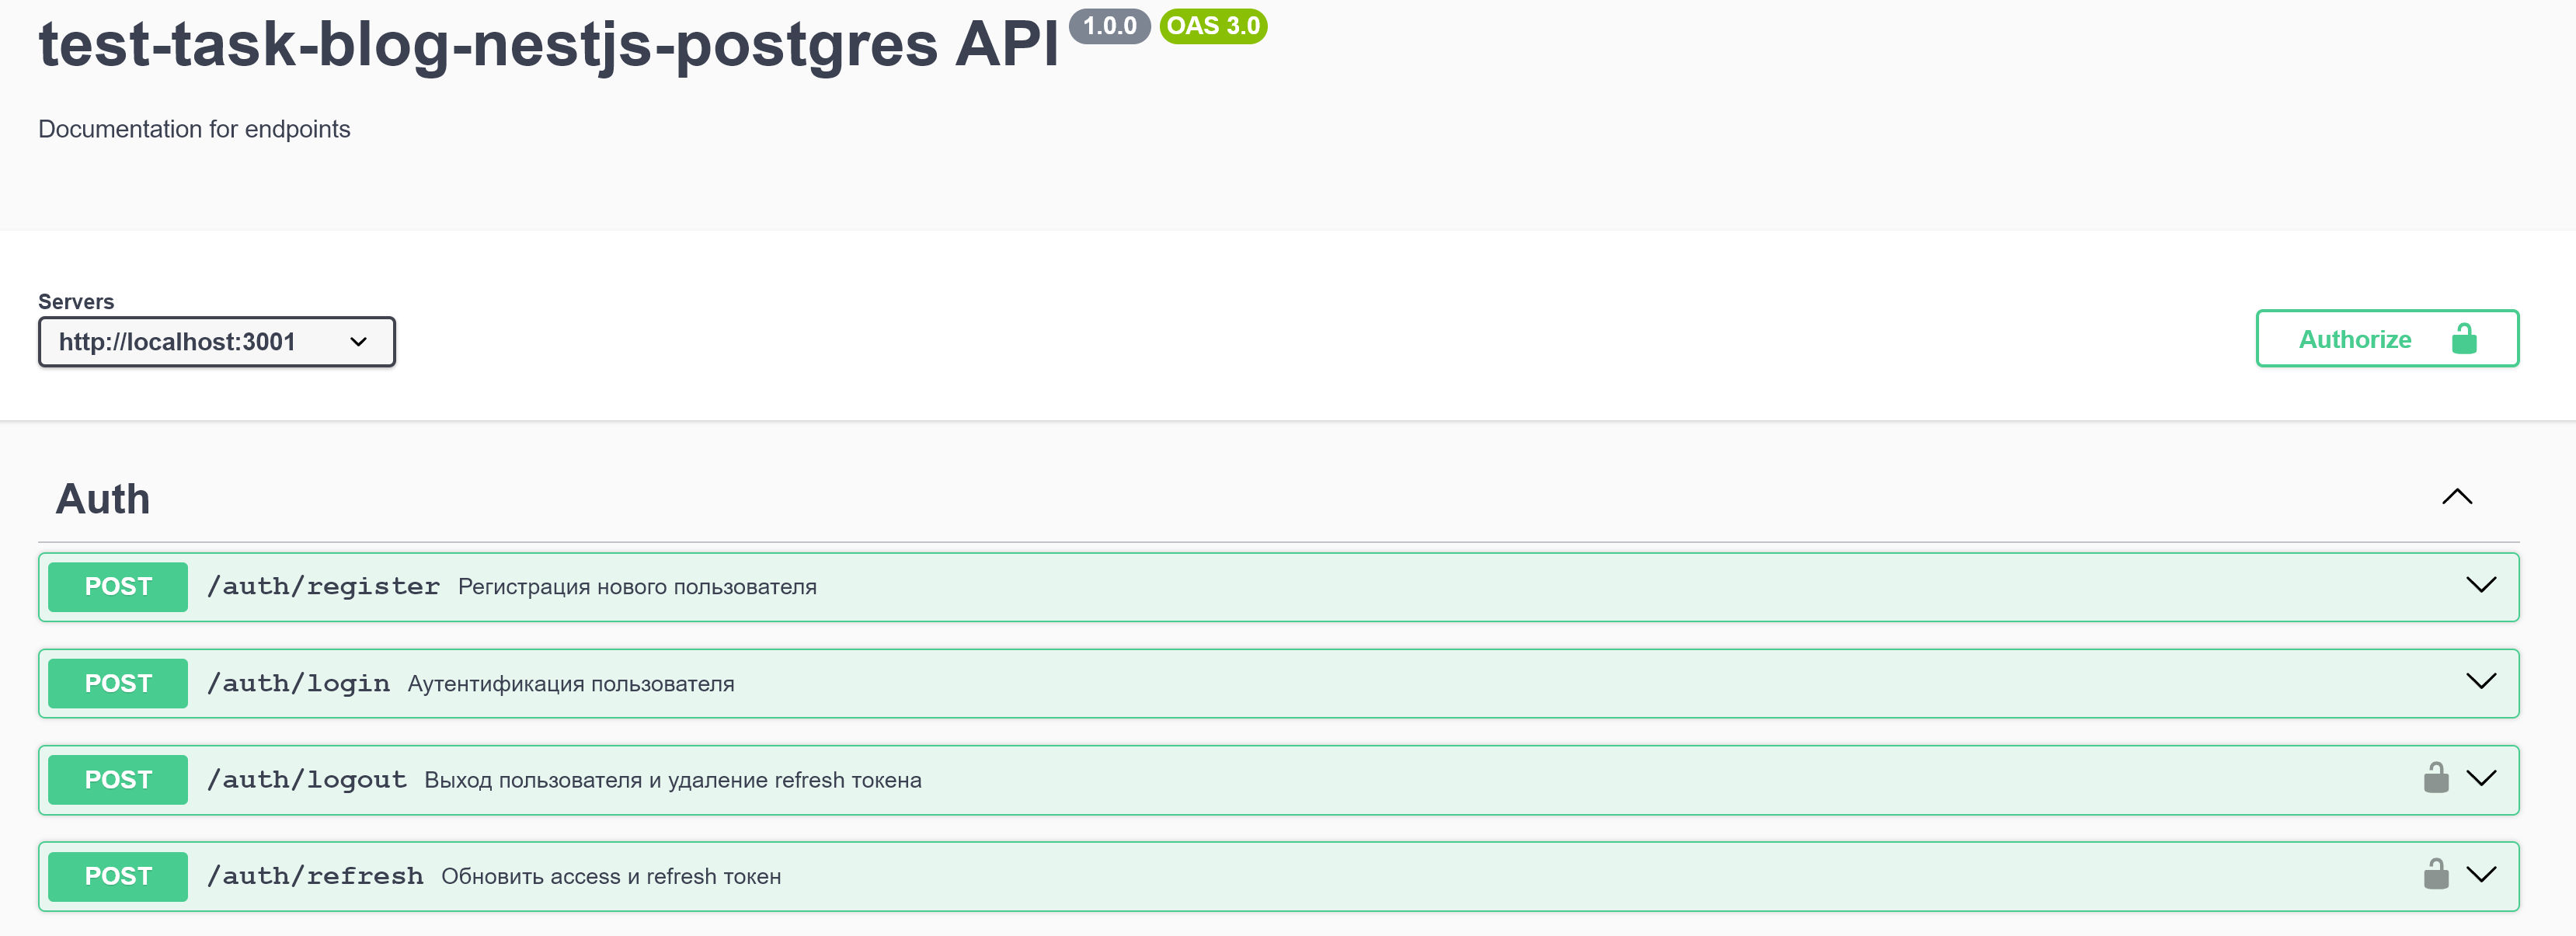 test-task-blog-nestjs-postgres API 1.0.0 OAS 3.0
Documentation for endpoints
Servers
http://localhost:3001
Authorize
Auth
POST /auth/register Регистрация нового пользователя
POST /auth/login Аутентификация пользователя
POST /auth/logout Выход пользователя и удаление refresh токена
POST /auth/refresh Обновить access и refresh токен